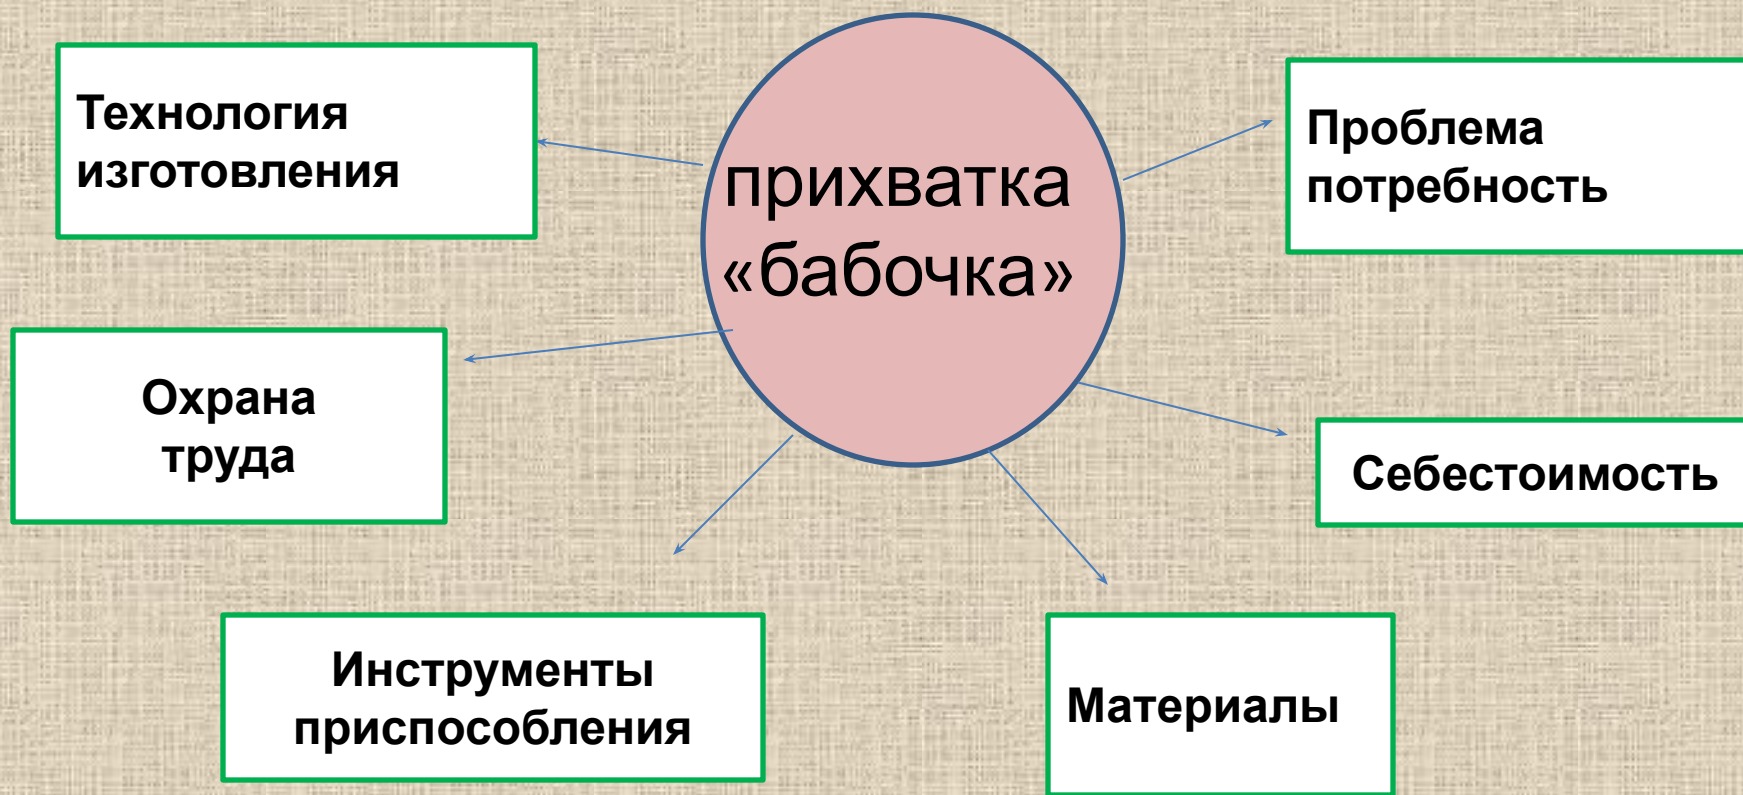 Технология
изготовления
прихватка
«бабочка»
Проблема
потребность
Охрана
труда
Себестоимость
Инструменты
приспособления
Материалы